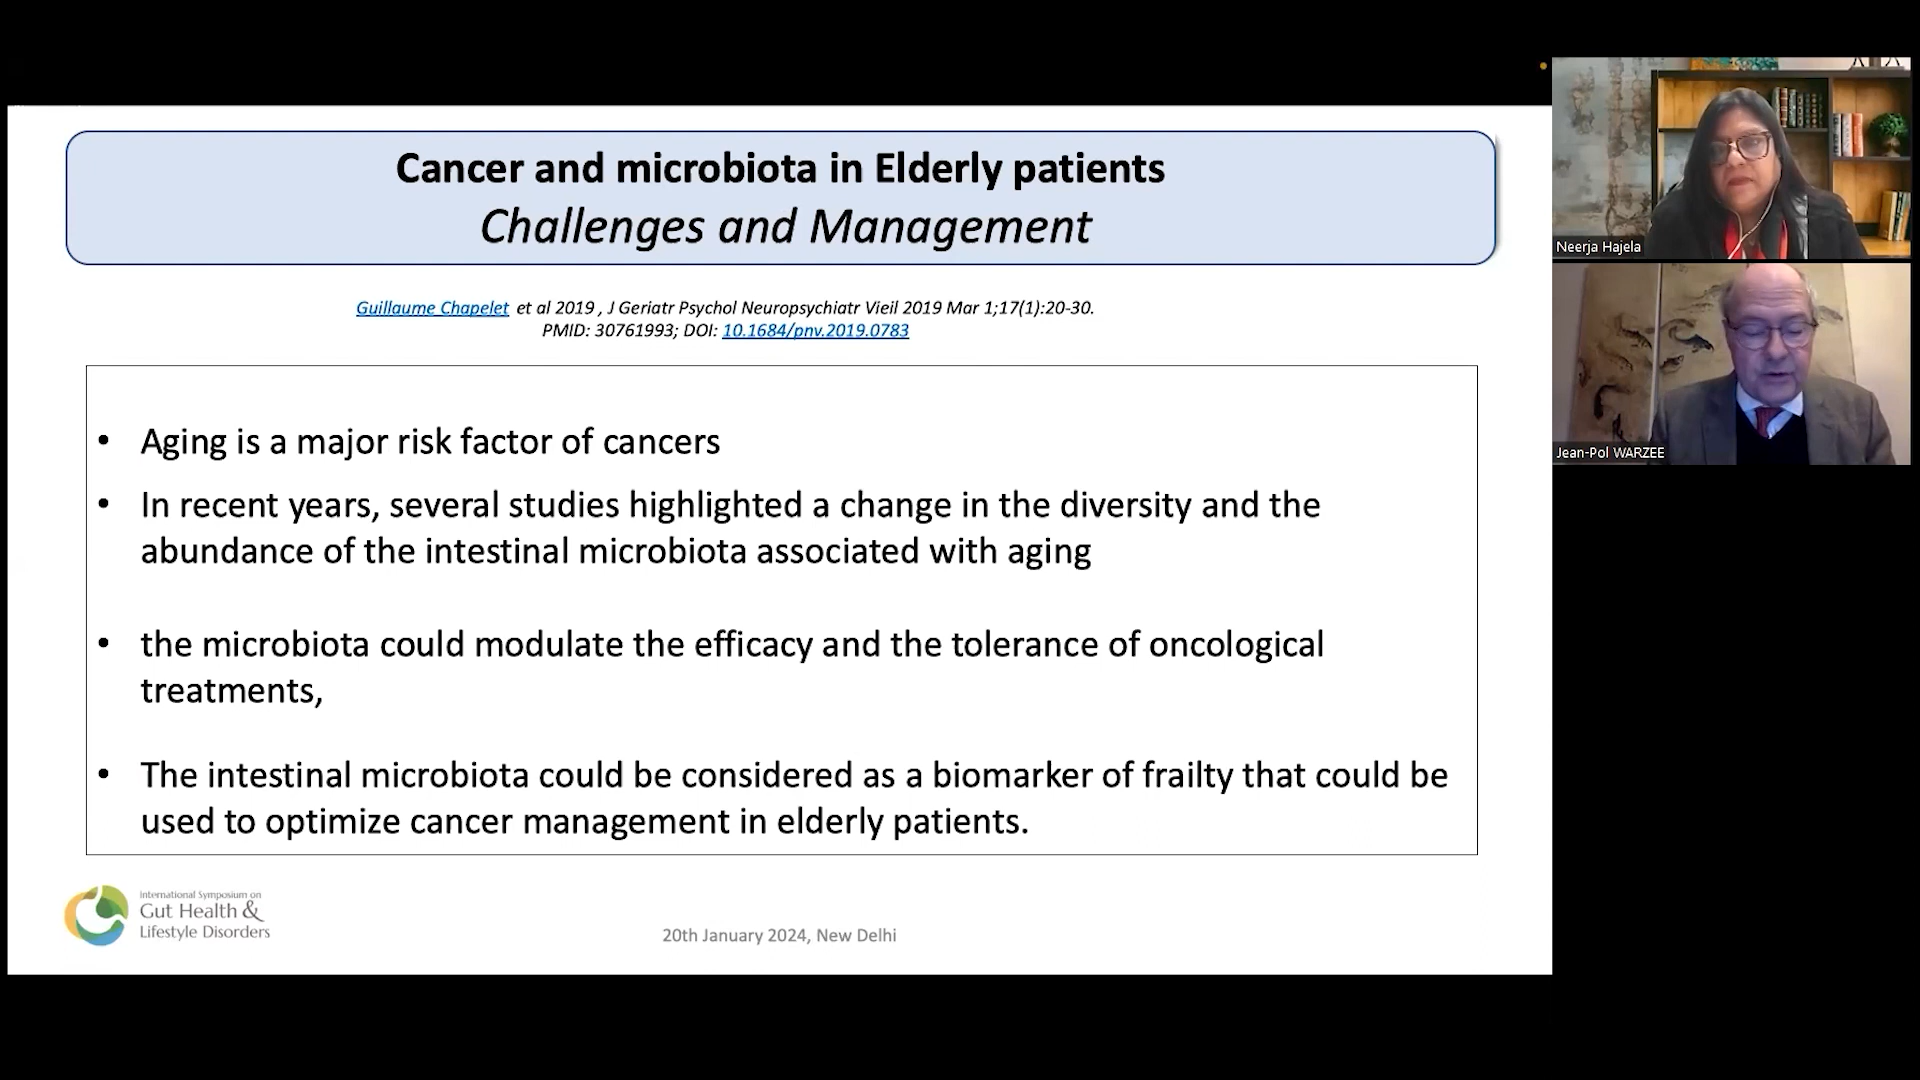 Cancer and microbiota in Elderly patients
Challenges and Management
Guillaume Chapelet et al 2019 , J Geriatr Psychol Neuropsychiatr Vieil 2019 Mar 1;17(1):20-30.
PMID: 30761993; DOI: 10.1684/pnv.2019.0783
• Aging is a major risk factor of cancers
• In recent years, several studies highlighted a change in the diversity and the
abundance of the intestinal microbiota associated with aging
• the microbiota could modulate the efficacy and the tolerance of oncological
treatments,
• The intestinal microbiota could be considered as a biomarker of frailty that could be
used to optimize cancer management in elderly patients.
International Symposium on
Gut Health &
Lifestyle Disorders
20th January 2024, New Delhi
Neerja Hajela
Jean-Pol WARZEE